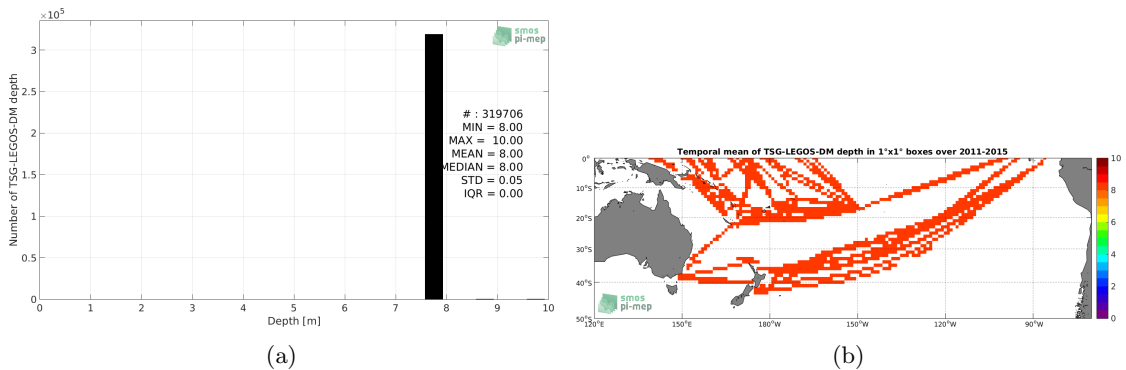 ×10⁵
3
2.5
2
1.5
1
0.5
0
Number of TSG-LEGOS-DM depth
smos
pi-mep
# : 319706
MIN = 8.00
MAX = 10.00
MEAN = 8.00
MEDIAN = 8.00
STD = 0.05
IQR = 0.00
0 1 2 3 4 5 6 7 8 9 10
Depth [m]
(a)
Temporal mean of TSG-LEGOS-DM depth in 1°x1° boxes over 2011-2015
0°
10°S
20°S
30°S
40°S
50°S
smos
pi-mep
120°E 150°E 180°W 150°W 120°W 90°W
10
8
6
4
2
0
(b)